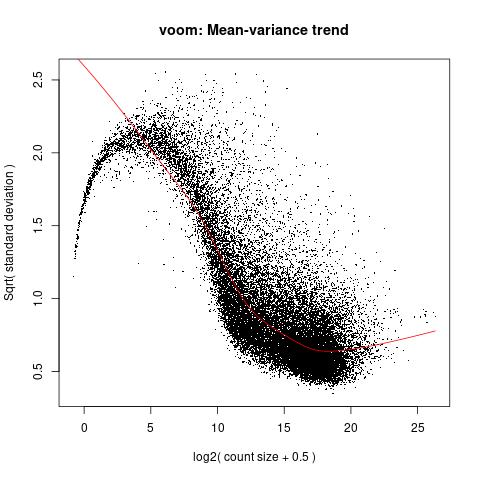 voom: Mean-variance trend
Sqrt( standard deviation )
2.5
2.0
1.5
1.0
0.5
0 5 10 15 20 25
log2( count size + 0.5 )